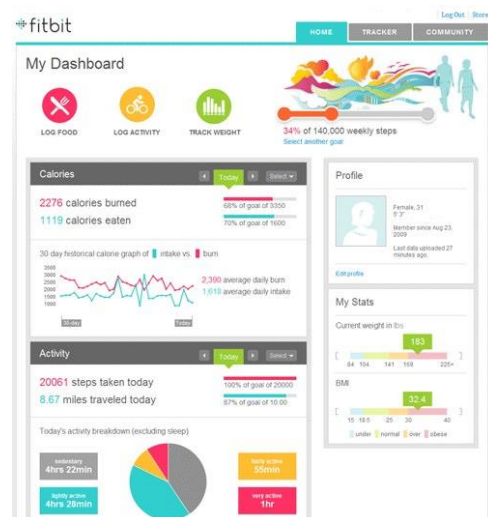 Log Out Store
fitbit
HOME TRACKER COMMUNITY
My Dashboard
LOG FOOD LOG ACTIVITY TRACK WEIGHT
34% of 140,000 weekly steps
Select another goal
Calories Today Select
2276 calories burned
68% of goal of 3350
1119 calories eaten
70% of goal of 1600
30 day historical calorie graph of intake vs. burn
3500
3000
2500
2000
1500
1000
500
2,390 average daily burn
1,618 average daily intake
30 day Today
Activity Today Select
20061 steps taken today
100% of goal of 20000
8.67 miles traveled today
87% of goal of 10.00
Today's activity breakdown (excluding sleep)
sedentary
4hrs 22min
fairly active
55min
lightly active
4hrs 28min
very active
1hr
Profile
Female, 31
5' 3"
Member since Aug 23,
2009
Last data uploaded 27
minutes ago.
Edit profile
My Stats
Current weight in lbs
183
84 104 141 169 225+
BMI
32.4
15 18.5 25 30 40
under normal over obese